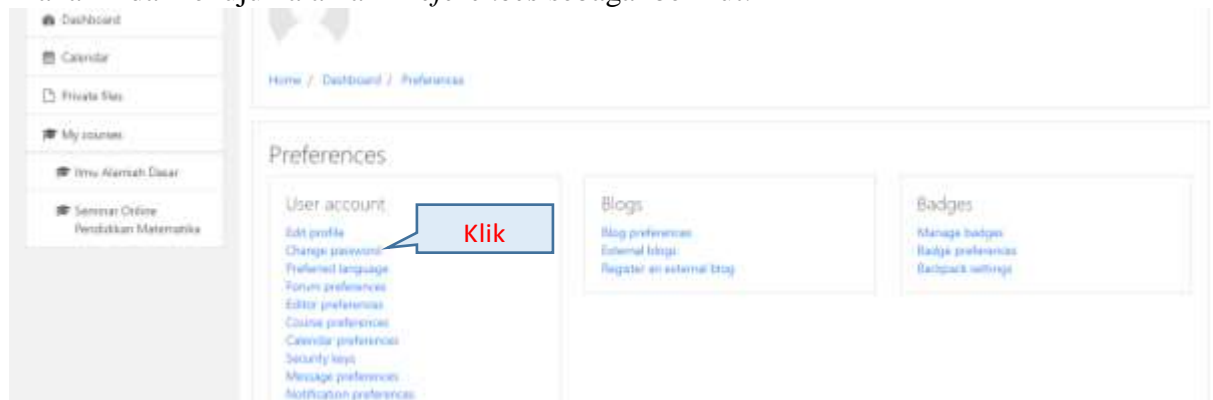 sebagai berikut:
Dashboard
Calendar
Private files
My courses
Ilmu Alamiah Dasar
Seminar Online
Pendidikan Matematika
Home / Dashboard / Preferences
Preferences
User account
Edit profile
Change password
Preferred language
Forum preferences
Editor preferences
Course preferences
Calendar preferences
Security keys
Message preferences
Notification preferences
Klik
Blogs
Blog preferences
External blogs
Register an external blog
Badges
Manage badges
Badge preferences
Backpack settings